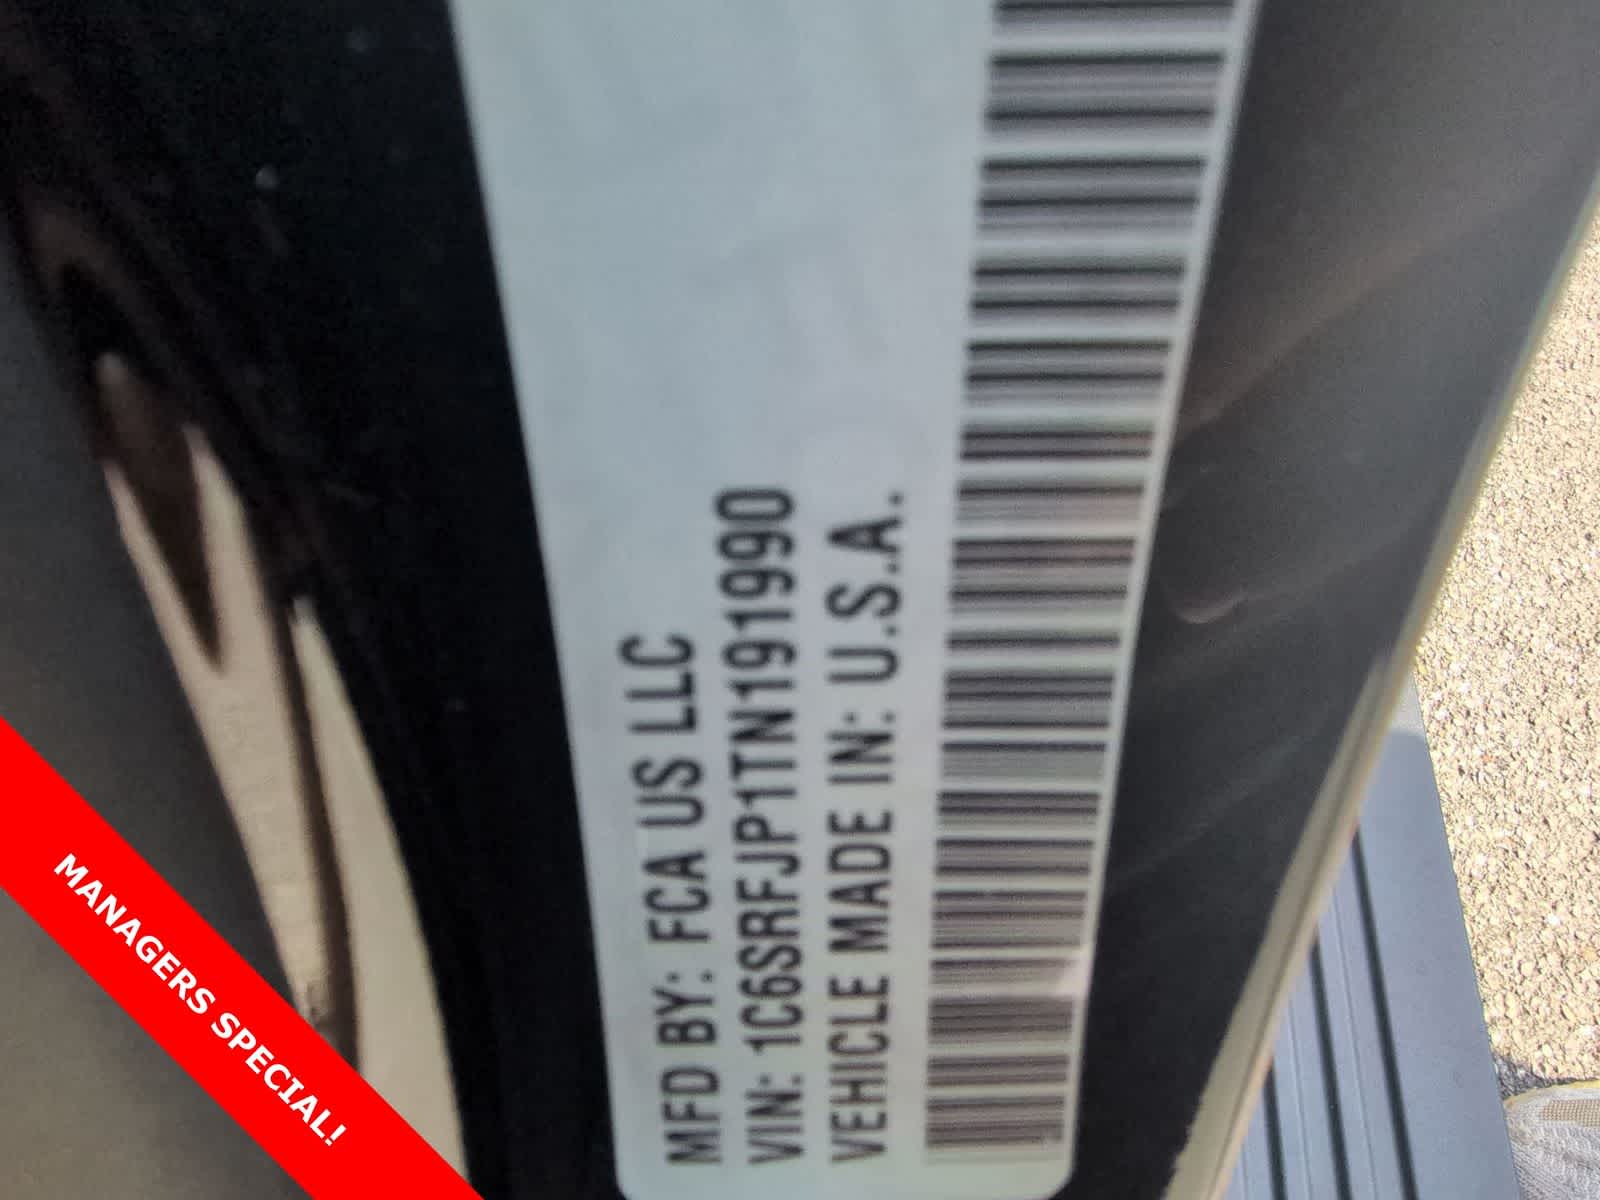 MFD BY: FCA US LLC
VIN: 1C6SRFJP1TN191990
VEHICLE MADE IN: U.S.A.
MANAGERS SPECIAL!